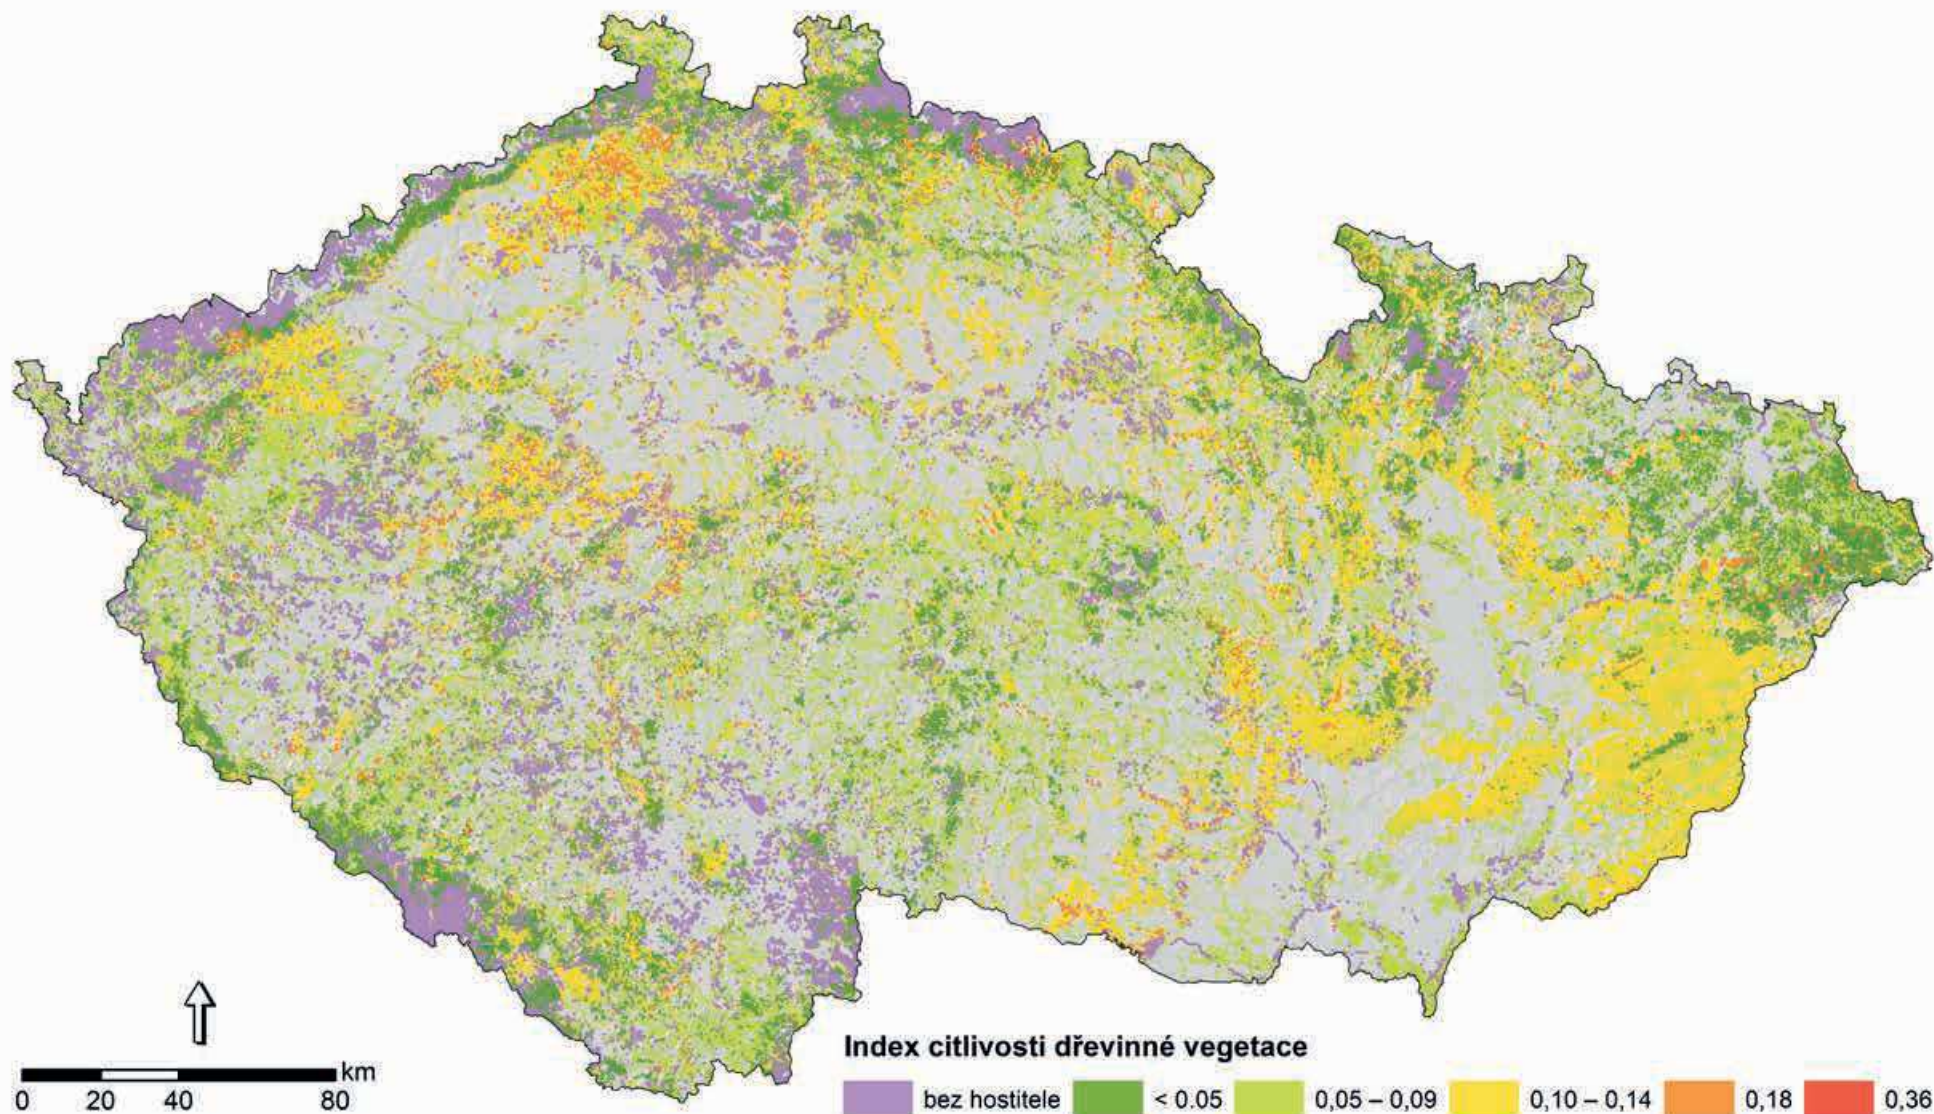 Index citlivosti dřevinné vegetace
bez hostitele < 0.05 0,05 – 0,09 0,10 – 0,14 0,18 0,36
km
0 20 40 80